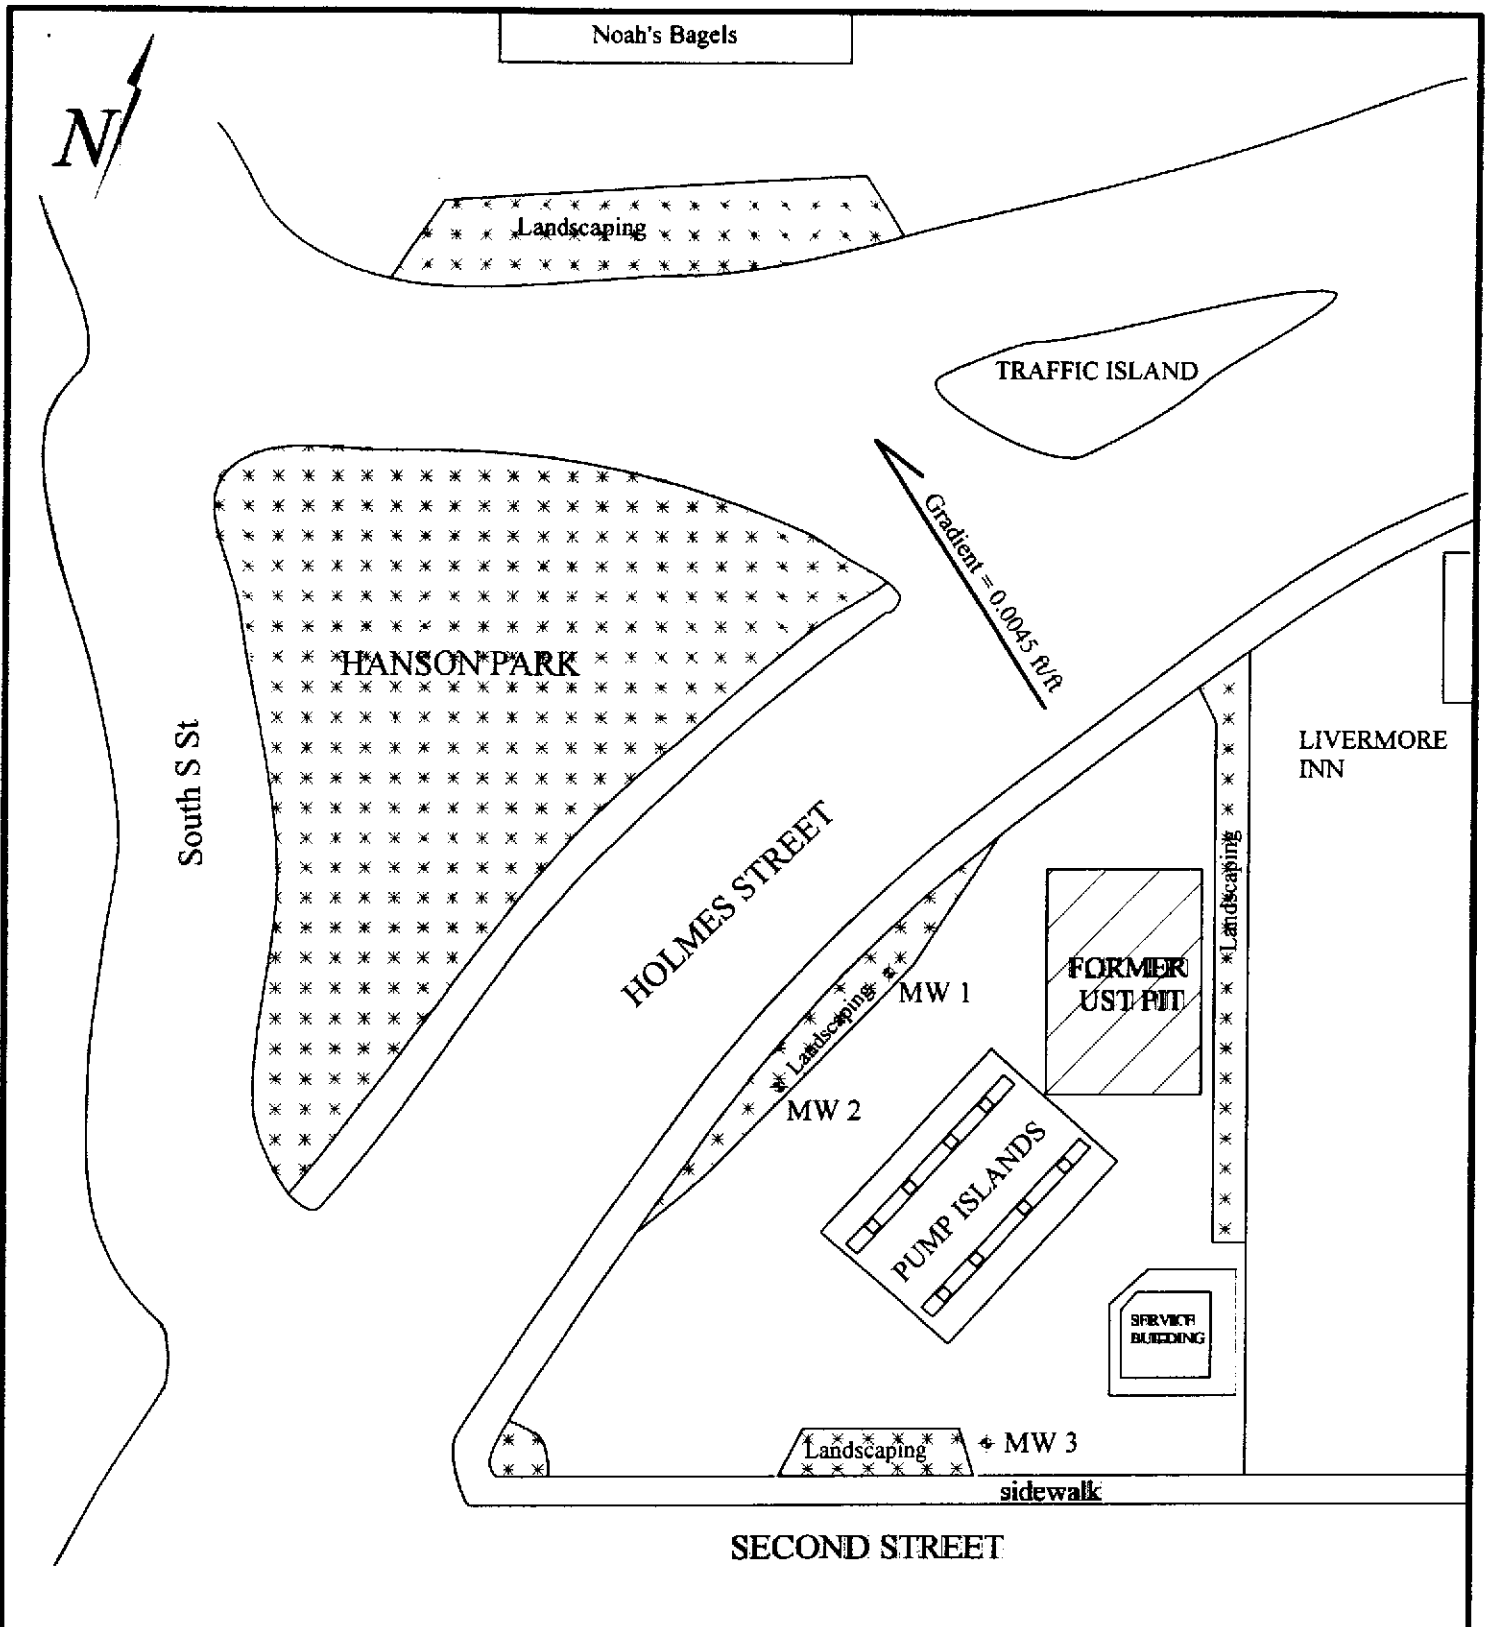 Noah's Bagels
N
Landscaping
TRAFFIC ISLAND
Gradient = 0.0045 ft/ft
HANSON PARK
South S St
LIVERMORE
INN
HOLMES STREET
Landscaping
FORMER
UST PIT
Landscaping
MW 1
MW 2
PUMP ISLANDS
SERVICE
BUILDING
Landscaping
MW 3
sidewalk
SECOND STREET